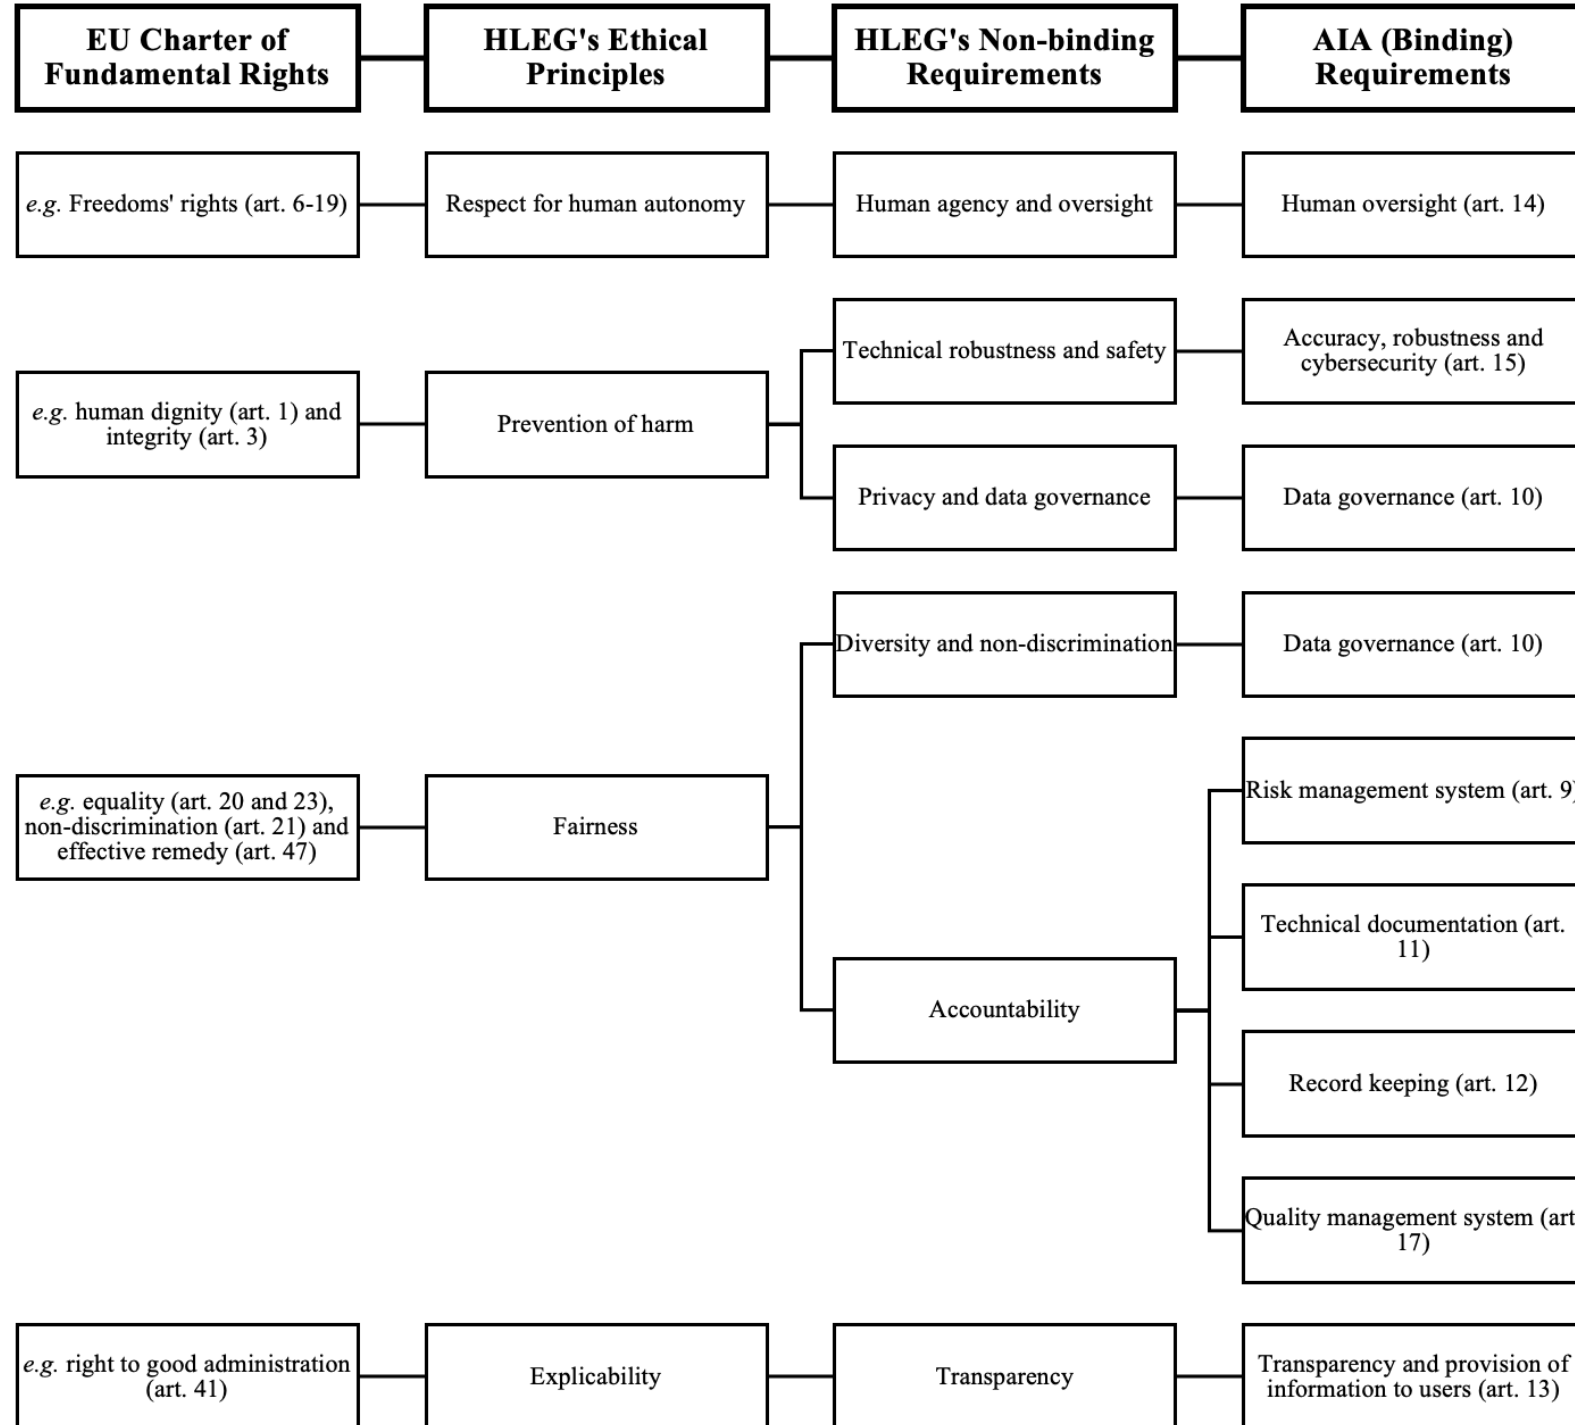 EU Charter of
Fundamental Rights
HLEG's Ethical
Principles
HLEG's Non-binding
Requirements
AIA (Binding)
Requirements
e.g. Freedoms' rights (art. 6-19)
Respect for human autonomy
Human agency and oversight
Human oversight (art. 14)
e.g. human dignity (art. 1) and
integrity (art. 3)
Prevention of harm
Technical robustness and safety
Accuracy, robustness and
cybersecurity (art. 15)
Privacy and data governance
Data governance (art. 10)
e.g. equality (art. 20 and 23),
non-discrimination (art. 21) and
effective remedy (art. 47)
Fairness
Diversity and non-discrimination
Data governance (art. 10)
Accountability
Risk management system (art. 9)
Technical documentation (art.
11)
Record keeping (art. 12)
Quality management system (art
17)
e.g. right to good administration
(art. 41)
Explicability
Transparency
Transparency and provision of
information to users (art. 13)